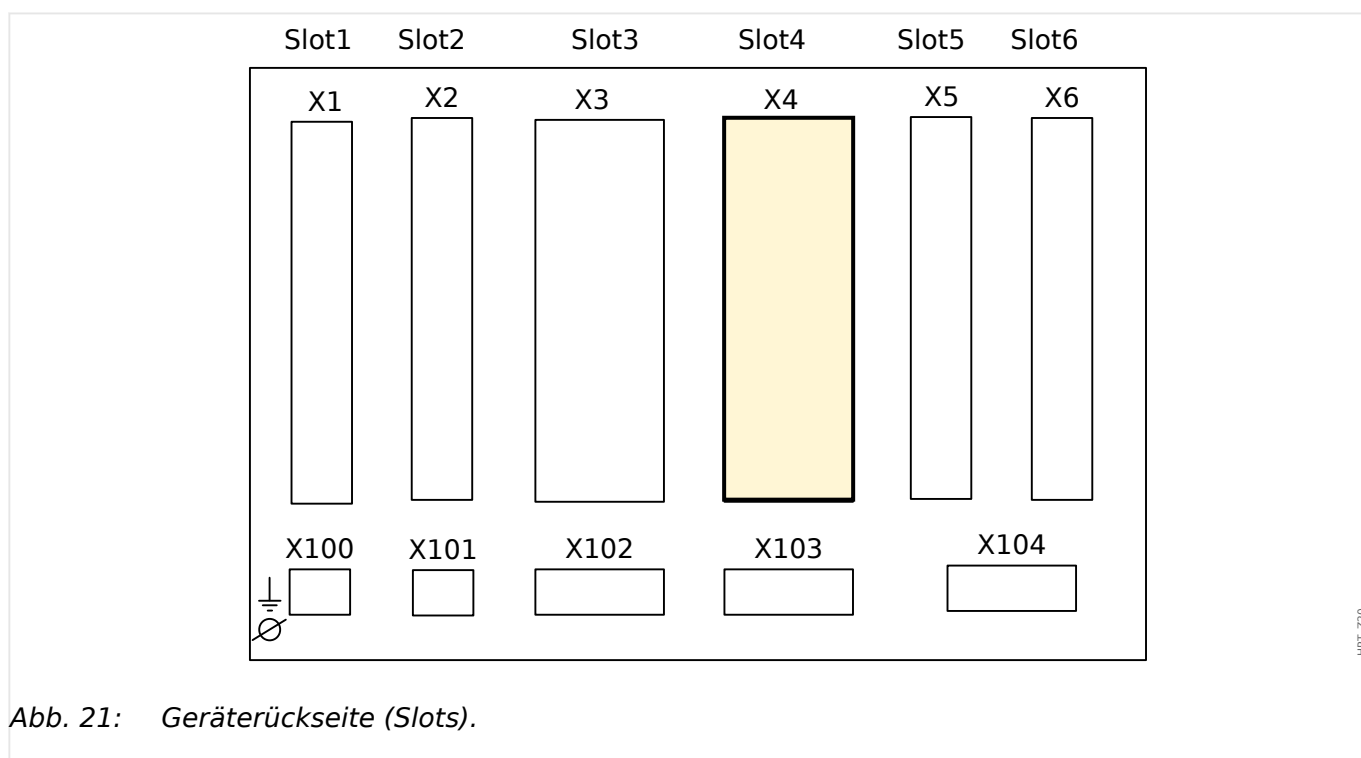 Slot1 Slot2 Slot3 Slot4 Slot5 Slot6
X1 X2 X3 X4 X5 X6
X100 X101 X102 X103 X104
Abb. 21: Geräterückseite (Slots).